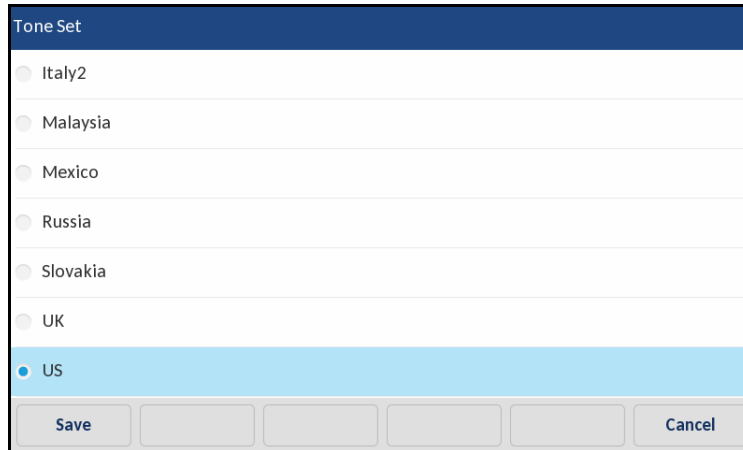 Tone Set
Italy2
Malaysia
Mexico
Russia
Slovakia
UK
US
Save Cancel